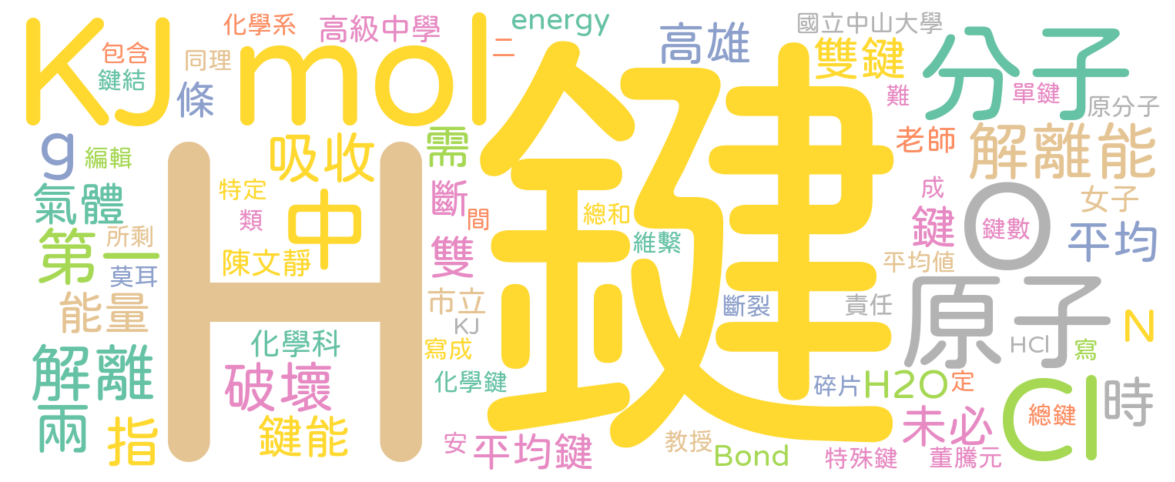 KJ
mol
H
鍵
化學系
高級中學
energy
高雄
國立中山大學
分子
包含
鍵結
同理
條
二
雙鍵
難
單鍵
原分子
g
編輯
吸收
需
老師
解離能
氣體
特定
類
中
斷
間
總和
成
鍵
O
鍵數
女子
平均
第一
所剩
莫耳
陳文靜
雙
維繫
平均值
能量
市立
KJ
斷裂
責任
原子
N
解離
化學科
寫成
HCl
寫
兩
指
破壞
鍵能
化學鍵
碎片
H2O
定
Cl
總鍵
時
安
平均鍵
教授
Bond
未必
特殊鍵
董騰元